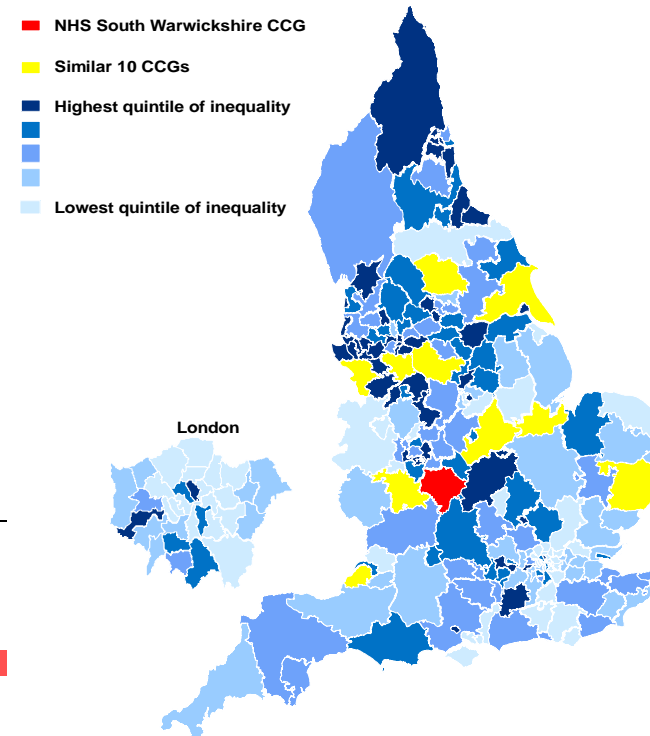 NHS South Warwickshire CCG
Similar 10 CCGs
Highest quintile of inequality
Lowest quintile of inequality
London